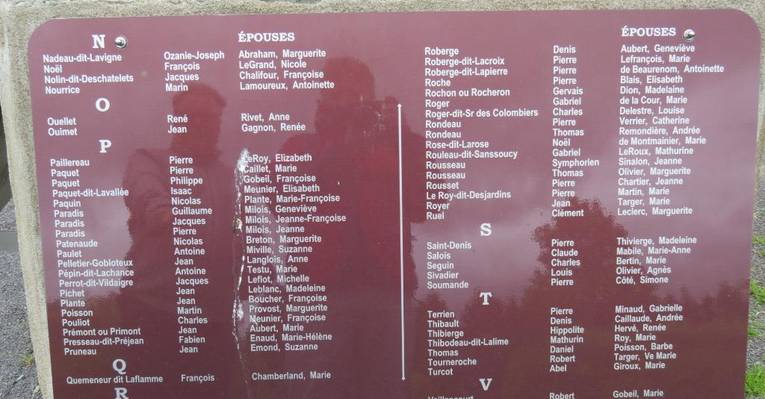 N
ÉPOUSES
Nadeau-dit-Lavigne Ozanie-Joseph Abraham, Marguerite
Noël François LeGrand, Nicole
Nolin-dit-Deschatelets Jacques Chalifour, Françoise
Nourrice Marin Lamoureux, Antoinette
O
Ouellet René Rivet, Anne
Ouimet Jean Gagnon, Renée
P
Paillereau Pierre LeRoy, Elizabeth
Paquet Pierre Caillet, Marie
Paquet Philippe Gobeil, Françoise
Paquet-dit-Lavallée Isaac Meunier, Elisabeth
Paquin Nicolas Plante, Marie-Françoise
Paradis Guillaume Milois, Geneviève
Paradis Jacques Milois, Jeanne-Françoise
Paradis Pierre Milois, Jeanne
Patenaude Nicolas Breton, Marguerite
Paulet Antoine Miville, Suzanne
Pelletier-Gobloteux Jean Langlois, Anne
Pépin-dit-Lachance Antoine Testu, Marie
Perrot-dit-Vildaigre Jacques Leflot, Michelle
Pichet Jean Leblanc, Madeleine
Plante Jean Boucher, Françoise
Poisson Martin Provost, Marguerite
Pouliot Charles Meunier, Françoise
Prémont ou Primont Jean Aubert, Marie
Presseau-dit-Préjean Fabien Enaud, Marie-Hélène
Pruneau Jean Emond, Suzanne
Q
Quemeneur dit Laflamme François Chamberland, Marie
R
ÉPOUSES
Roberge Denis Aubert, Geneviève
Roberge-dit-Lacroix Pierre Lefrançois, Marie
Roberge-dit-Lapierre Pierre de Beaurenom, Antoinette
Roche Pierre Blais, Elisabeth
Rochon ou Rocheron Gervais Dion, Madelaine
Roger Gabriel de la Cour, Marie
Roger-dit-Sr des Colombiers Charles Delestre, Louise
Rondeau Pierre Verrier, Catherine
Rondeau Thomas Remondière, Andrée
Rose-dit-Larose Noël de Montmainier, Marie
Rouleau-dit-Sanssoucy Gabriel LeRoux, Mathurine
Rousseau Symphorien Sinalon, Jeanne
Rousseau Thomas Olivier, Marguerite
Rousset Pierre Chartier, Jeanne
Le Roy-dit-Desjardins Pierre Martin, Marie
Royer Jean Targer, Marie
Ruel Clément Leclerc, Marguerite
S
Saint-Denis Pierre Thivierge, Madeleine
Salois Claude Mabile, Marie-Anne
Seguin Charles Bertin, Marie
Sivadier Louis Olivier, Agnès
Soumande Pierre Côté, Simone
T
Terrien Pierre Minaud, Gabrielle
Thibault Denis Caillaude, Andrée
Thibierge Hippolite Hervé, Renée
Thibodeau-dit-Lalime Mathurin Roy, Marie
Thomas Daniel Poisson, Barbe
Tourneroche Robert Targer, Ve Marie
Turcot Abel Giroux, Marie
V
Vaillancourt Robert Gobeil, Marie